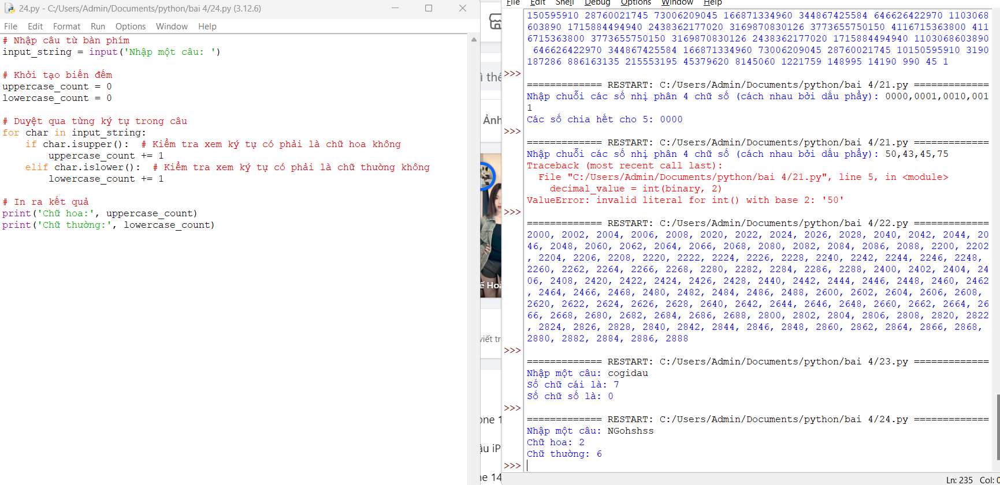 24.py - C:/Users/Admin/Documents/python/bai 4/24.py (3.12.6)
File Edit Format Run Options Window Help
# Nhập câu từ bàn phím
input_string = input('Nhập một câu: ')
# Khởi tạo biến đếm
uppercase_count = 0
lowercase_count = 0
# Duyệt qua từng ký tự trong câu
for char in input_string:
    if char.isupper():  # Kiểm tra xem ký tự có phải là chữ hoa không
        uppercase_count += 1
    elif char.islower():  # Kiểm tra xem ký tự có phải là chữ thường không
        lowercase_count += 1
# In ra kết quả
print('Chữ hoa:', uppercase_count)
print('Chữ thường:', lowercase_count)
Ảnh
ế Hoà
viết tr
one 1
ậu iP
ne 14
File Edit Shell Debug Options Window Help
150595910 28760021745 73006209045 166871334960 344867425584 646626422970 1103068
603890 1715884494940 2438362177020 3169870830126 3773655750150 4116715363800 411
6715363800 3773655750150 3169870830126 2438362177020 1715884494940 1103068603890
 646626422970 344867425584 166871334960 73006209045 28760021745 10150595910 3190
187286 886163135 215553195 45379620 8145060 1221759 148995 14190 990 45 1
>>>
============= RESTART: C:/Users/Admin/Documents/python/bai 4/21.py =============
Nhập chuỗi các số nhị phân 4 chữ số (cách nhau bởi dấu phẩy): 0000,0001,0010,001
1
Các số chia hết cho 5: 0000
>>>
============= RESTART: C:/Users/Admin/Documents/python/bai 4/21.py =============
Nhập chuỗi các số nhị phân 4 chữ số (cách nhau bởi dấu phẩy): 50,43,45,75
Traceback (most recent call last):
  File "C:/Users/Admin/Documents/python/bai 4/21.py", line 5, in <module>
    decimal_value = int(binary, 2)
ValueError: invalid literal for int() with base 2: '50'
>>>
============= RESTART: C:/Users/Admin/Documents/python/bai 4/22.py =============
2000, 2002, 2004, 2006, 2008, 2020, 2022, 2024, 2026, 2028, 2040, 2042, 2044, 20
46, 2048, 2060, 2062, 2064, 2066, 2068, 2080, 2082, 2084, 2086, 2088, 2200, 2202
, 2204, 2206, 2208, 2220, 2222, 2224, 2226, 2228, 2240, 2242, 2244, 2246, 2248,
2260, 2262, 2264, 2266, 2268, 2280, 2282, 2284, 2286, 2288, 2400, 2402, 2404, 24
06, 2408, 2420, 2422, 2424, 2426, 2428, 2440, 2442, 2444, 2446, 2448, 2460, 2462
, 2464, 2466, 2468, 2480, 2482, 2484, 2486, 2488, 2600, 2602, 2604, 2606, 2608,
2620, 2622, 2624, 2626, 2628, 2640, 2642, 2644, 2646, 2648, 2660, 2662, 2664, 26
66, 2668, 2680, 2682, 2684, 2686, 2688, 2800, 2802, 2804, 2806, 2808, 2820, 2822
, 2824, 2826, 2828, 2840, 2842, 2844, 2846, 2848, 2860, 2862, 2864, 2866, 2868,
2880, 2882, 2884, 2886, 2888
>>>
============= RESTART: C:/Users/Admin/Documents/python/bai 4/23.py =============
Nhập một câu: cogidau
Số chữ cái là: 7
Số chữ số là: 0
>>>
============= RESTART: C:/Users/Admin/Documents/python/bai 4/24.py =============
Nhập một câu: NGohshss
Chữ hoa: 2
Chữ thường: 6
>>>
Ln: 235 Col: 0